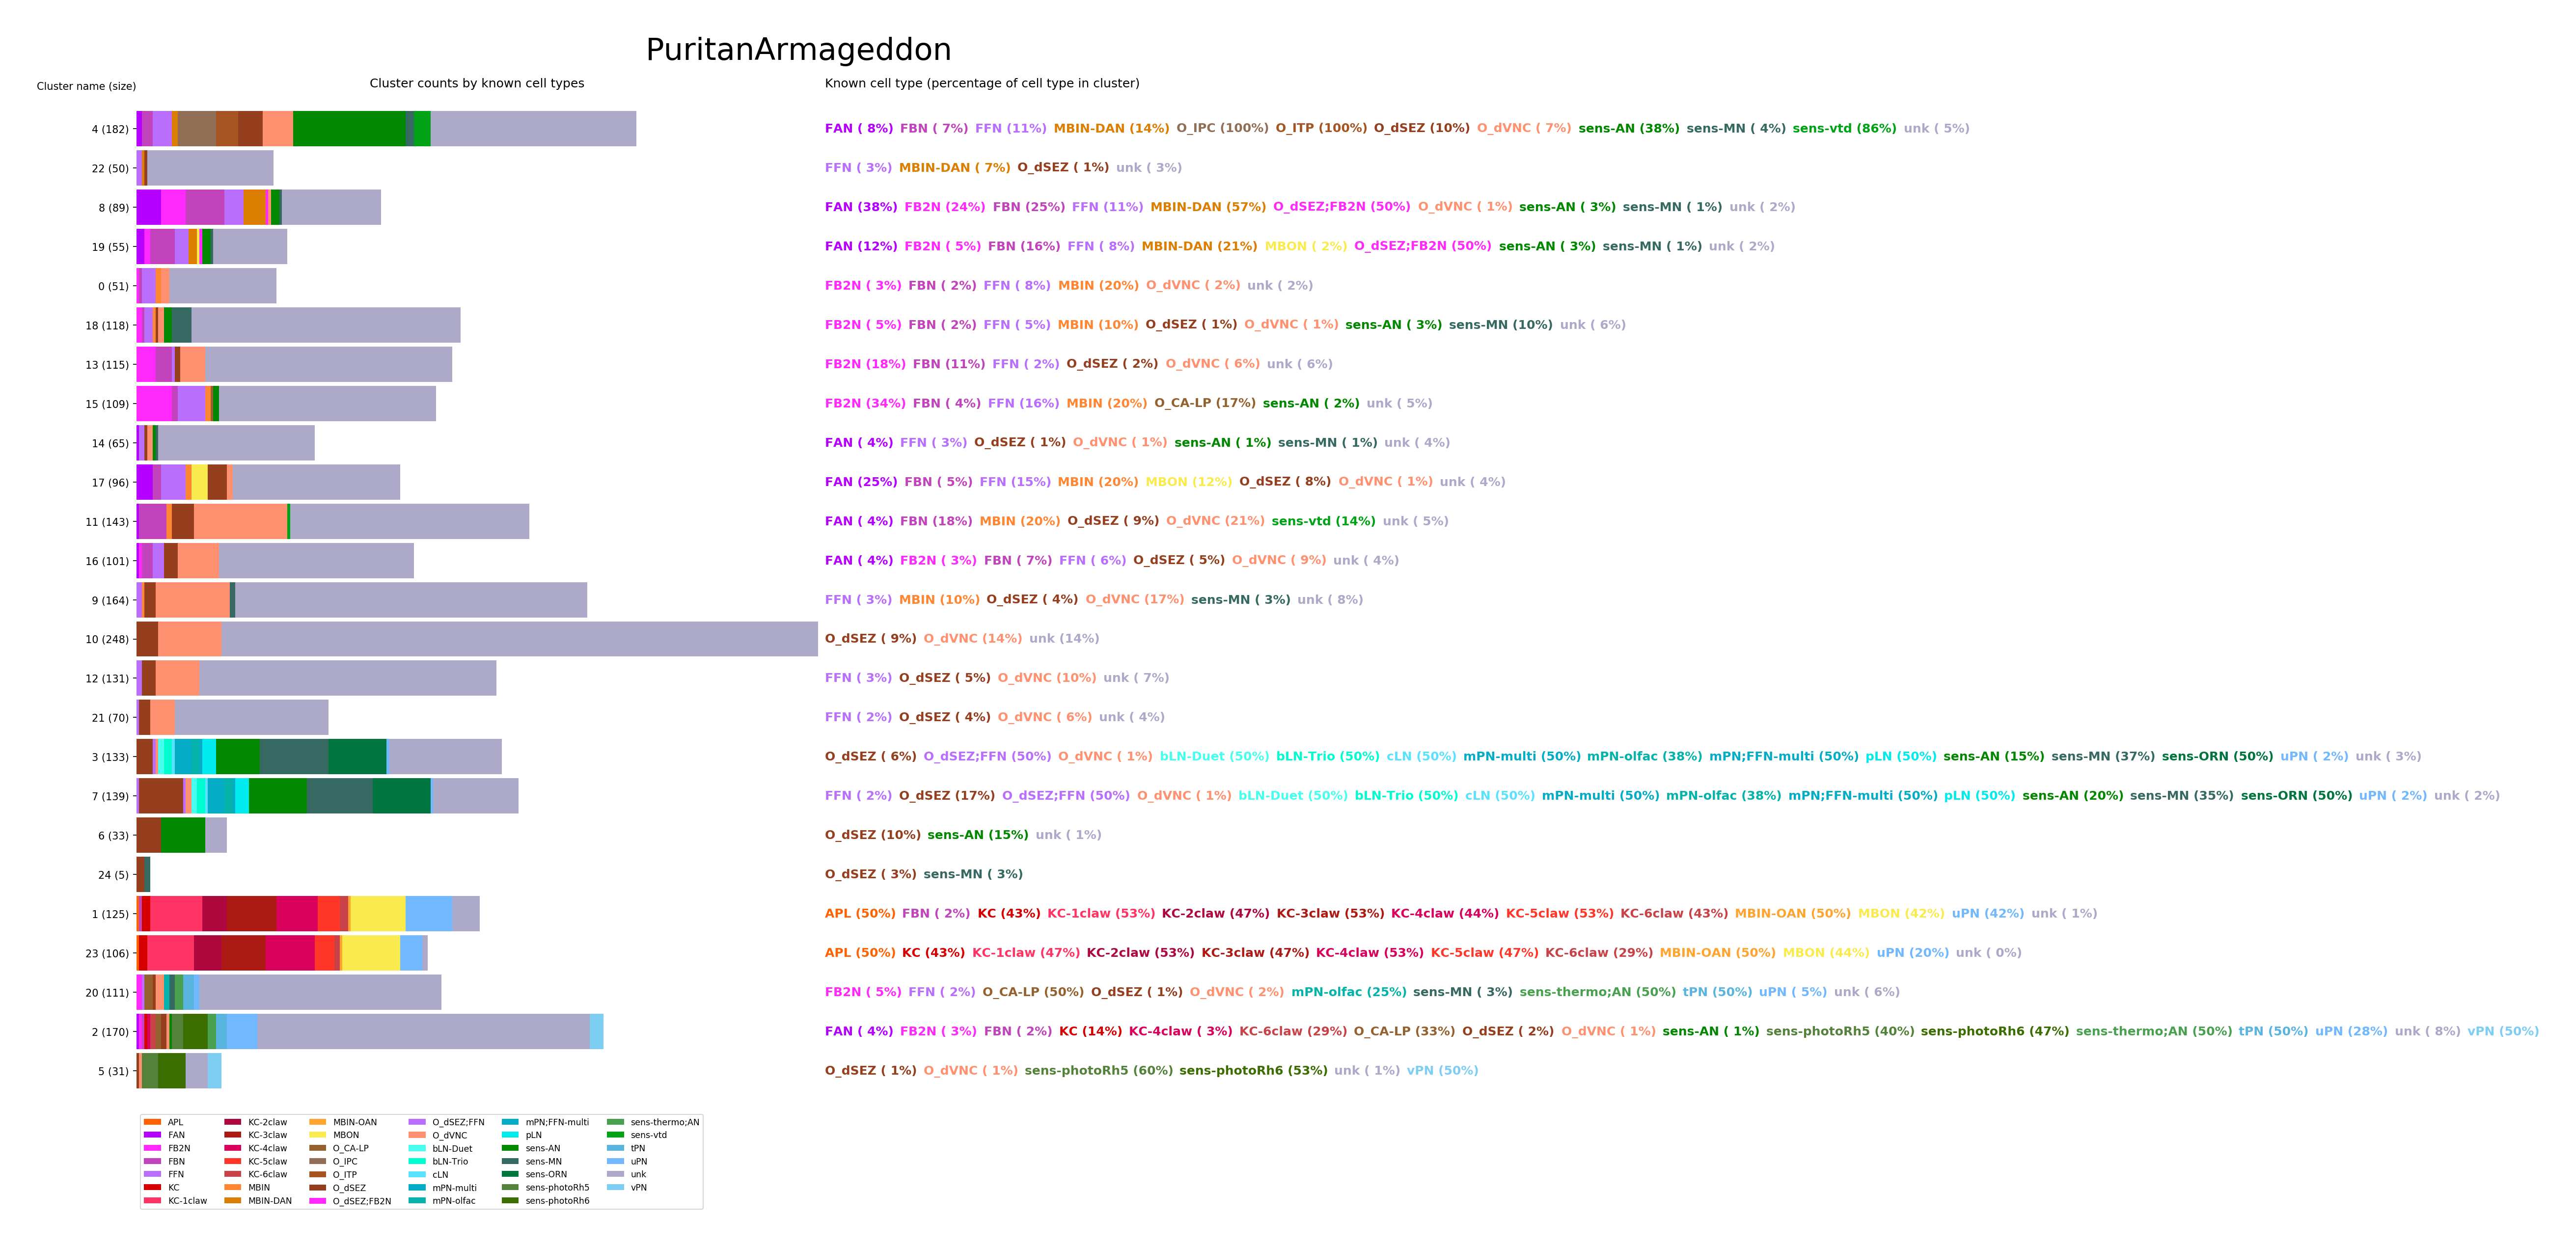 PuritanArmageddon
Cluster name (size)
Cluster counts by known cell types
Known cell type (percentage of cell type in cluster)
4 (182) FAN ( 8%) FBN ( 7%) FFN (11%) MBIN-DAN (14%) O_IPC (100%) O_ITP (100%) O_dSEZ (10%) O_dVNC ( 7%) sens-AN (38%) sens-MN ( 4%) sens-vtd (86%) unk ( 5%)
22 (50) FFN ( 3%) MBIN-DAN ( 7%) O_dSEZ ( 1%) unk ( 3%)
8 (89) FAN (38%) FB2N (24%) FBN (25%) FFN (11%) MBIN-DAN (57%) O_dSEZ;FB2N (50%) O_dVNC ( 1%) sens-AN ( 3%) sens-MN ( 1%) unk ( 2%)
19 (55) FAN (12%) FB2N ( 5%) FBN (16%) FFN ( 8%) MBIN-DAN (21%) MBON ( 2%) O_dSEZ;FB2N (50%) sens-AN ( 3%) sens-MN ( 1%) unk ( 2%)
0 (51) FB2N ( 3%) FBN ( 2%) FFN ( 8%) MBIN (20%) O_dVNC ( 2%) unk ( 2%)
18 (118) FB2N ( 5%) FBN ( 2%) FFN ( 5%) MBIN (10%) O_dSEZ ( 1%) O_dVNC ( 1%) sens-AN ( 3%) sens-MN (10%) unk ( 6%)
13 (115) FB2N (18%) FBN (11%) FFN ( 2%) O_dSEZ ( 2%) O_dVNC ( 6%) unk ( 6%)
15 (109) FB2N (34%) FBN ( 4%) FFN (16%) MBIN (20%) O_CA-LP (17%) sens-AN ( 2%) unk ( 5%)
14 (65) FAN ( 4%) FFN ( 3%) O_dSEZ ( 1%) O_dVNC ( 1%) sens-AN ( 1%) sens-MN ( 1%) unk ( 4%)
17 (96) FAN (25%) FBN ( 5%) FFN (15%) MBIN (20%) MBON (12%) O_dSEZ ( 8%) O_dVNC ( 1%) unk ( 4%)
11 (143) FAN ( 4%) FBN (18%) MBIN (20%) O_dSEZ ( 9%) O_dVNC (21%) sens-vtd (14%) unk ( 5%)
16 (101) FAN ( 4%) FB2N ( 3%) FBN ( 7%) FFN ( 6%) O_dSEZ ( 5%) O_dVNC ( 9%) unk ( 4%)
9 (164) FFN ( 3%) MBIN (10%) O_dSEZ ( 4%) O_dVNC (17%) sens-MN ( 3%) unk ( 8%)
10 (248) O_dSEZ ( 9%) O_dVNC (14%) unk (14%)
12 (131) FFN ( 3%) O_dSEZ ( 5%) O_dVNC (10%) unk ( 7%)
21 (70) FFN ( 2%) O_dSEZ ( 4%) O_dVNC ( 6%) unk ( 4%)
3 (133) O_dSEZ ( 6%) O_dSEZ;FFN (50%) O_dVNC ( 1%) bLN-Duet (50%) bLN-Trio (50%) cLN (50%) mPN-multi (50%) mPN-olfac (38%) mPN;FFN-multi (50%) pLN (50%) sens-AN (15%) sens-MN (37%) sens-ORN (50%) uPN ( 2%) unk ( 3%)
7 (139) FFN ( 2%) O_dSEZ (17%) O_dSEZ;FFN (50%) O_dVNC ( 1%) bLN-Duet (50%) bLN-Trio (50%) cLN (50%) mPN-multi (50%) mPN-olfac (38%) mPN;FFN-multi (50%) pLN (50%) sens-AN (20%) sens-MN (35%) sens-ORN (50%) uPN ( 2%) unk ( 2%)
6 (33) O_dSEZ (10%) sens-AN (15%) unk ( 1%)
24 (5) O_dSEZ ( 3%) sens-MN ( 3%)
1 (125) APL (50%) FBN ( 2%) KC (43%) KC-1claw (53%) KC-2claw (47%) KC-3claw (53%) KC-4claw (44%) KC-5claw (53%) KC-6claw (43%) MBIN-OAN (50%) MBON (42%) uPN (42%) unk ( 1%)
23 (106) APL (50%) KC (43%) KC-1claw (47%) KC-2claw (53%) KC-3claw (47%) KC-4claw (53%) KC-5claw (47%) KC-6claw (29%) MBIN-OAN (50%) MBON (44%) uPN (20%) unk ( 0%)
20 (111) FB2N ( 5%) FFN ( 2%) O_CA-LP (50%) O_dSEZ ( 1%) O_dVNC ( 2%) mPN-olfac (25%) sens-MN ( 3%) sens-thermo;AN (50%) tPN (50%) uPN ( 5%) unk ( 6%)
2 (170) FAN ( 4%) FB2N ( 3%) FBN ( 2%) KC (14%) KC-4claw ( 3%) KC-6claw (29%) O_CA-LP (33%) O_dSEZ ( 2%) O_dVNC ( 1%) sens-AN ( 1%) sens-photoRh5 (40%) sens-photoRh6 (47%) sens-thermo;AN (50%) tPN (50%) uPN (28%) unk ( 8%) vPN (50%)
5 (31) O_dSEZ ( 1%) O_dVNC ( 1%) sens-photoRh5 (60%) sens-photoRh6 (53%) unk ( 1%) vPN (50%)
APL KC-2claw MBIN-OAN O_dSEZ;FFN mPN;FFN-multi sens-thermo;AN
FAN KC-3claw MBON O_dVNC pLN sens-vtd
FB2N KC-4claw O_CA-LP bLN-Duet sens-AN tPN
FBN KC-5claw O_IPC bLN-Trio sens-MN uPN
FFN KC-6claw O_ITP cLN sens-ORN unk
KC MBIN O_dSEZ mPN-multi sens-photoRh5 vPN
KC-1claw MBIN-DAN O_dSEZ;FB2N mPN-olfac sens-photoRh6